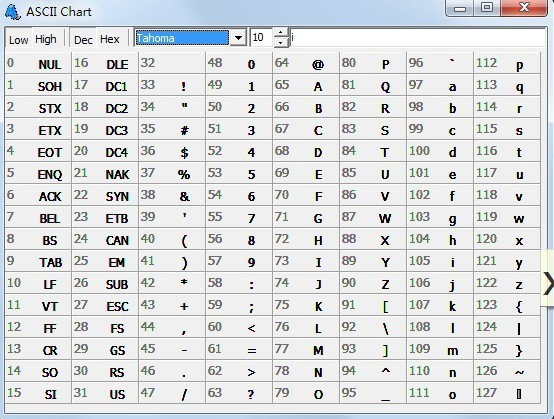 ASCII Chart
Low High Dec Hex Tahoma 10 i
0 NUL 16 DLE 32 48 0 64 @ 80 P 96 ` 112 p
1 SOH 17 DC1 33 ! 49 1 65 A 81 Q 97 a 113 q
2 STX 18 DC2 34 " 50 2 66 B 82 R 98 b 114 r
3 ETX 19 DC3 35 # 51 3 67 C 83 S 99 c 115 s
4 EOT 20 DC4 36 $ 52 4 68 D 84 T 100 d 116 t
5 ENQ 21 NAK 37 % 53 5 69 E 85 U 101 e 117 u
6 ACK 22 SYN 38 & 54 6 70 F 86 V 102 f 118 v
7 BEL 23 ETB 39 ' 55 7 71 G 87 W 103 g 119 w
8 BS 24 CAN 40 ( 56 8 72 H 88 X 104 h 120 x
9 TAB 25 EM 41 ) 57 9 73 I 89 Y 105 i 121 y
10 LF 26 SUB 42 * 58 : 74 J 90 Z 106 j 122 z
11 VT 27 ESC 43 + 59 ; 75 K 91 [ 107 k 123 {
12 FF 28 FS 44 , 60 < 76 L 92 \ 108 l 124 |
13 CR 29 GS 45 - 61 = 77 M 93 ] 109 m 125 }
14 SO 30 RS 46 . 62 > 78 N 94 ^ 110 n 126 ~
15 SI 31 US 47 / 63 ? 79 O 95 _ 111 o 127 ▯